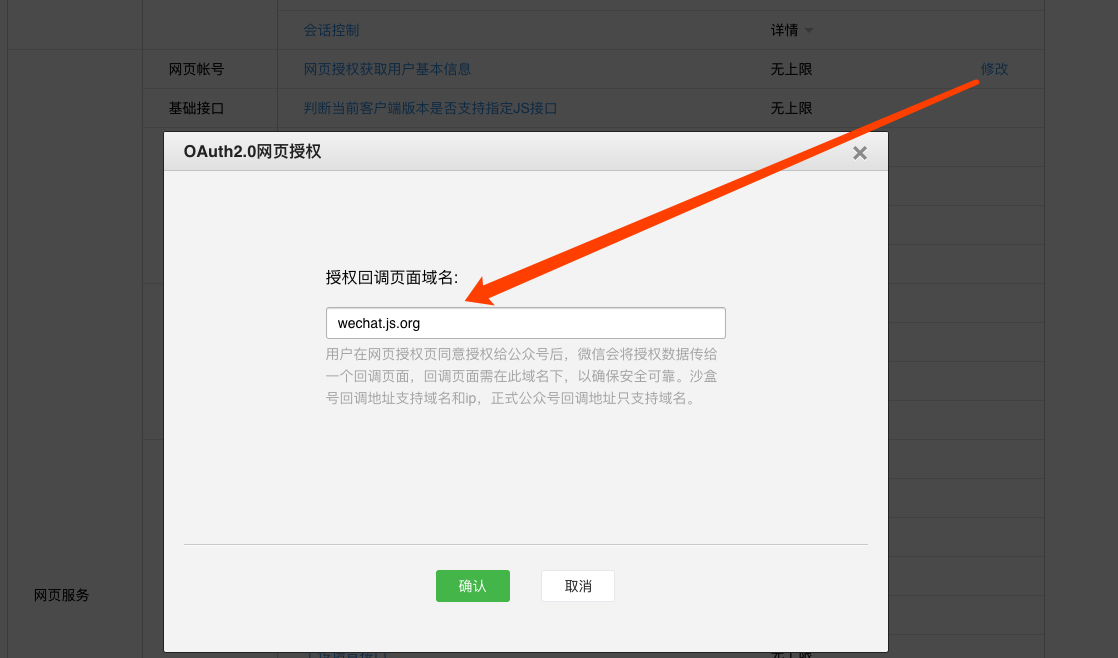 会话控制
详情
网页帐号
网页授权获取用户基本信息
无上限
修改
基础接口
判断当前客户端版本是否支持指定JS接口
无上限
OAuth2.0网页授权
授权回调页面域名:
wechat.js.org
用户在网页授权页同意授权给公众号后，微信会将授权数据传给
一个回调页面，回调页面需在此域名下，以确保安全可靠。沙盒
号回调地址支持域名和ip，正式公众号回调地址只支持域名。
确认
取消
网页服务
无上限